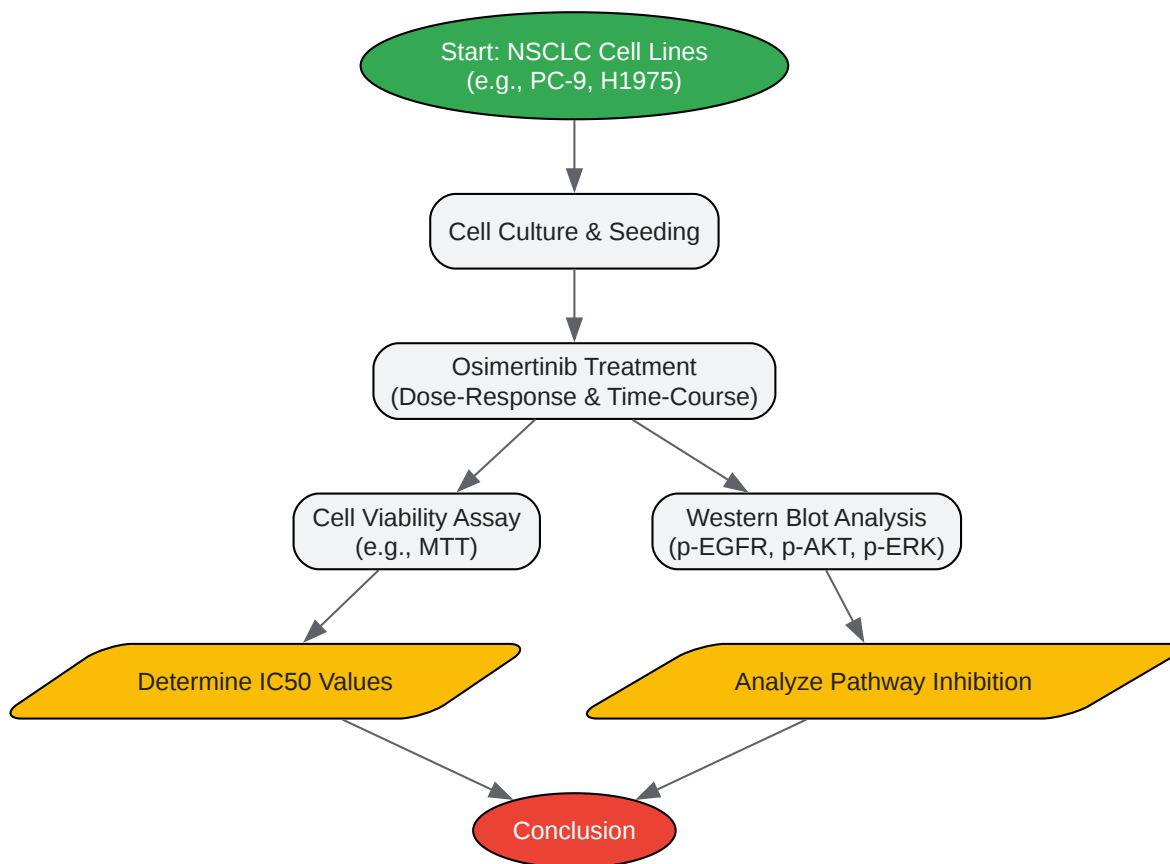 Start: NSCLC Cell Lines
(e.g., PC-9, H1975)
Cell Culture & Seeding
Osimertinib Treatment
(Dose-Response & Time-Course)
Cell Viability Assay
(e.g., MTT)
Western Blot Analysis
(p-EGFR, p-AKT, p-ERK)
Determine IC50 Values
Analyze Pathway Inhibition
Conclusion